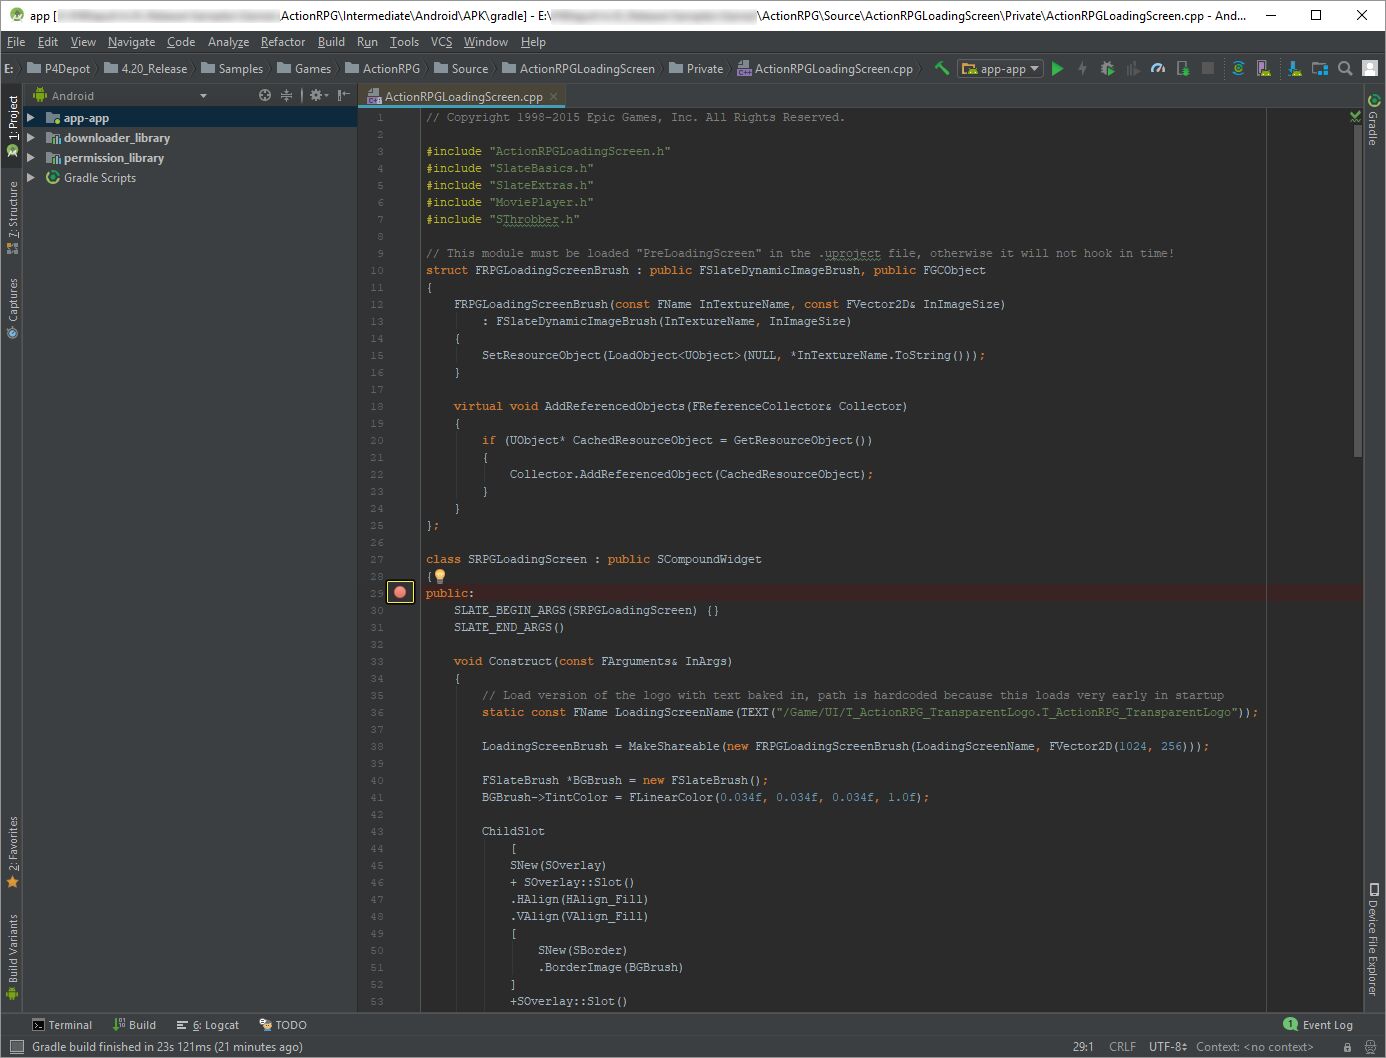 app [ ActionRPG\Intermediate\Android\APK\gradle] - E:\ \ActionRPG\Source\ActionRPGLoadingScreen\Private\ActionRPGLoadingScreen.cpp - And...
File Edit View Navigate Code Analyze Refactor Build Run Tools VCS Window Help
E: P4Depot 4.20_Release Samples Games ActionRPG Source ActionRPGLoadingScreen Private ActionRPGLoadingScreen.cpp app-app
Android
ActionRPGLoadingScreen.cpp
1: Project
7: Structure
Captures
2: Favorites
Build Variants
app-app
downloader_library
permission_library
Gradle Scripts
1 // Copyright 1998-2015 Epic Games, Inc. All Rights Reserved.
2
3 #include "ActionRPGLoadingScreen.h"
4 #include "SlateBasics.h"
5 #include "SlateExtras.h"
6 #include "MoviePlayer.h"
7 #include "SThrobber.h"
8
9 // This module must be loaded "PreLoadingScreen" in the .uproject file, otherwise it will not hook in time!
10 struct FRPGLoadingScreenBrush : public FSlateDynamicImageBrush, public FGCObject
11 {
12 FRPGLoadingScreenBrush(const FName InTextureName, const FVector2D& InImageSize)
13 : FSlateDynamicImageBrush(InTextureName, InImageSize)
14 {
15 SetResourceObject(LoadObject<UObject>(NULL, *InTextureName.ToString()));
16 }
17
18 virtual void AddReferencedObjects(FReferenceCollector& Collector)
19 {
20 if (UObject* CachedResourceObject = GetResourceObject())
21 {
22 Collector.AddReferencedObject(CachedResourceObject);
23 }
24 }
25 };
26
27 class SRPGLoadingScreen : public SCompoundWidget
28 {
29 public:
30 SLATE_BEGIN_ARGS(SRPGLoadingScreen) {}
31 SLATE_END_ARGS()
32
33 void Construct(const FArguments& InArgs)
34 {
35 // Load version of the logo with text baked in, path is hardcoded because this loads very early in startup
36 static const FName LoadingScreenName(TEXT("/Game/UI/T_ActionRPG_TransparentLogo.T_ActionRPG_TransparentLogo"));
37
38 LoadingScreenBrush = MakeShareable(new FRPGLoadingScreenBrush(LoadingScreenName, FVector2D(1024, 256)));
39
40 FSlateBrush *BGBrush = new FSlateBrush();
41 BGBrush->TintColor = FLinearColor(0.034f, 0.034f, 0.034f, 1.0f);
42
43 ChildSlot
44 [
45 SNew(SOverlay)
46 + SOverlay::Slot()
47 .HAlign(HAlign_Fill)
48 .VAlign(VAlign_Fill)
49 [
50 SNew(SBorder)
51 .BorderImage(BGBrush)
52 ]
53 +SOverlay::Slot()
Gradle
Device File Explorer
Terminal Build 6: Logcat TODO 1 Event Log
Gradle build finished in 23s 121ms (21 minutes ago) 29:1 CRLF UTF-8 Context: <no context>